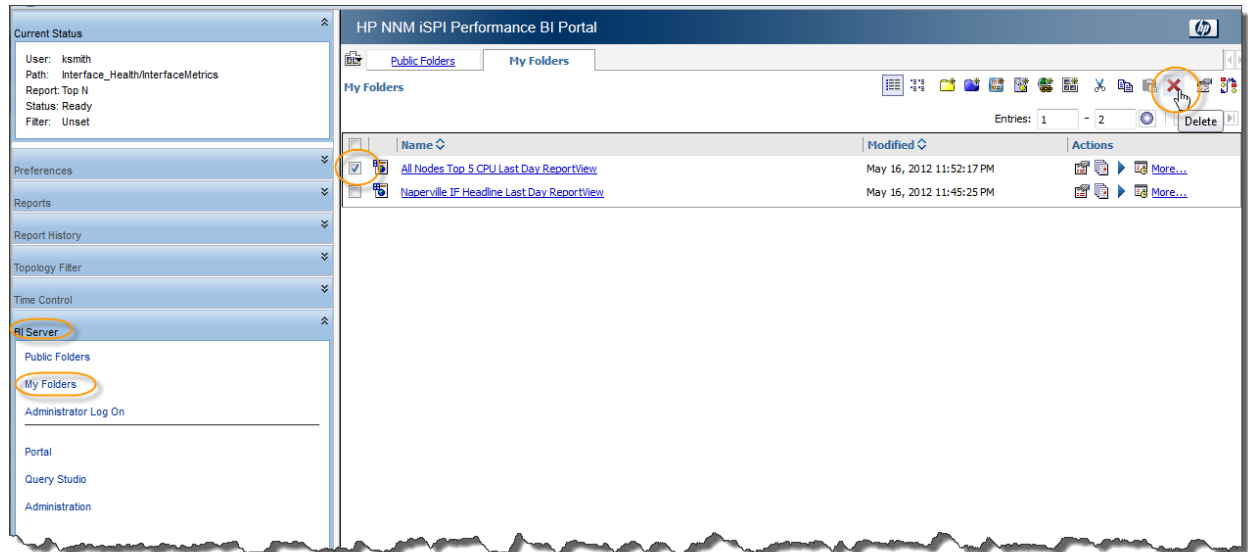 Current Status
User: ksmith
Path: Interface_Health/InterfaceMetrics
Report: Top N
Status: Ready
Filter: Unset
Preferences
Reports
Report History
Topology Filter
Time Control
BI Server
Public Folders
My Folders
Administrator Log On
Portal
Query Studio
Administration
HP NNM iSPI Performance BI Portal
hp
Public Folders My Folders
My Folders
Entries: 1 - 2
Delete
Name Modified Actions
All Nodes Top 5 CPU Last Day ReportView May 16, 2012 11:52:17 PM More...
Naperville IF Headline Last Day ReportView May 16, 2012 11:45:25 PM More...